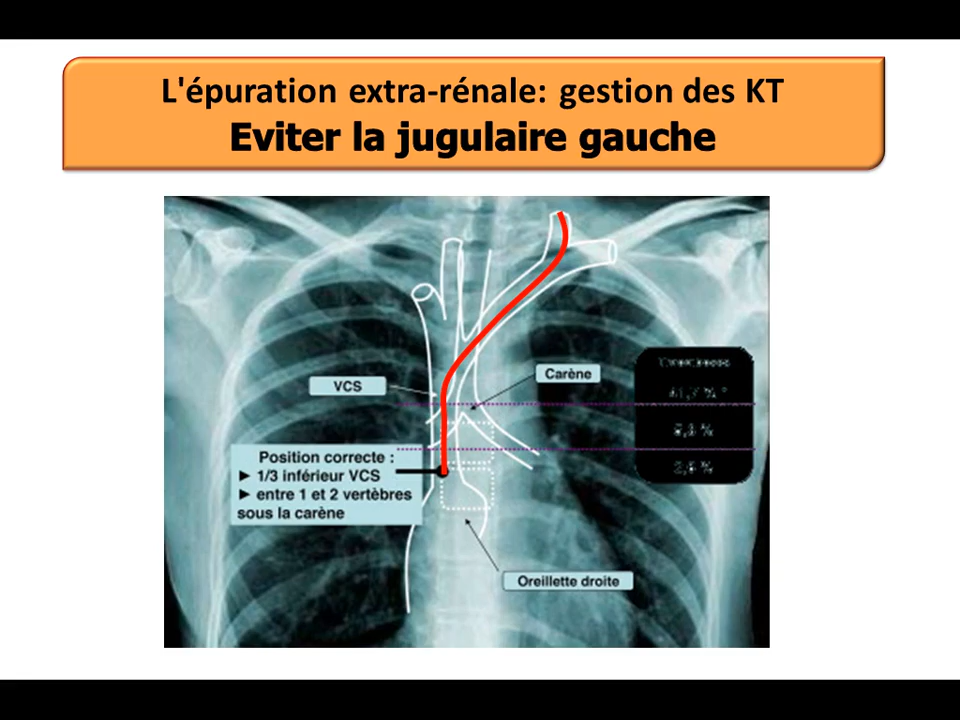 L'épuration extra-rénale: gestion des KT
Eviter la jugulaire gauche
VCS
Carène
Position correcte :
► 1/3 inférieur VCS
► entre 1 et 2 vertèbres
sous la carène
Oreillette droite